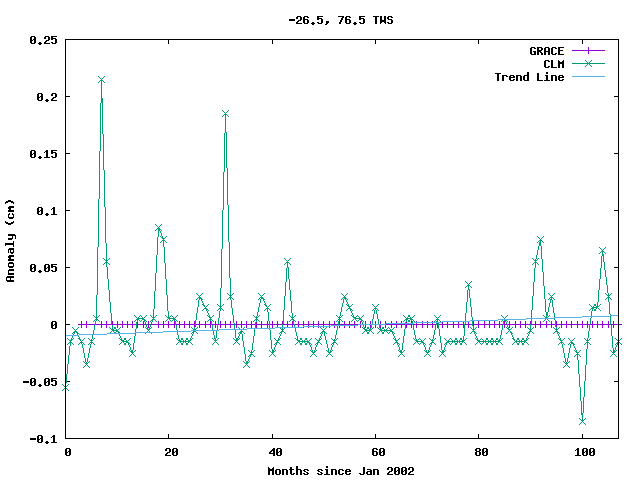 -26.5, 76.5 TWS
GRACE
CLM
Trend Line
0.25
0.2
0.15
0.1
0.05
0
-0.05
-0.1
Anomaly (cm)
0 20 40 60 80 100
Months since Jan 2002